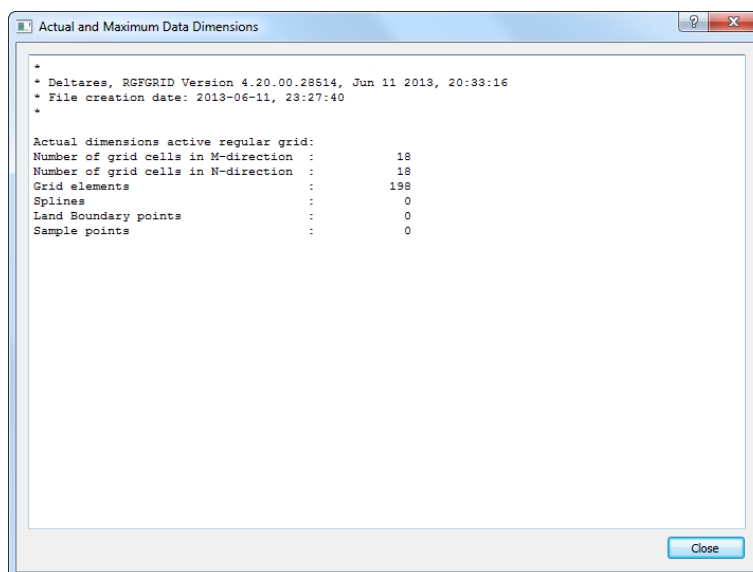 Actual and Maximum Data Dimensions
*
* Deltares, RGFGRID Version 4.20.00.28514, Jun 11 2013, 20:33:16
* File creation date: 2013-06-11, 23:27:40
*
Actual dimensions active regular grid:
Number of grid cells in M-direction : 18
Number of grid cells in N-direction : 18
Grid elements : 198
Splines : 0
Land Boundary points : 0
Sample points : 0
Close